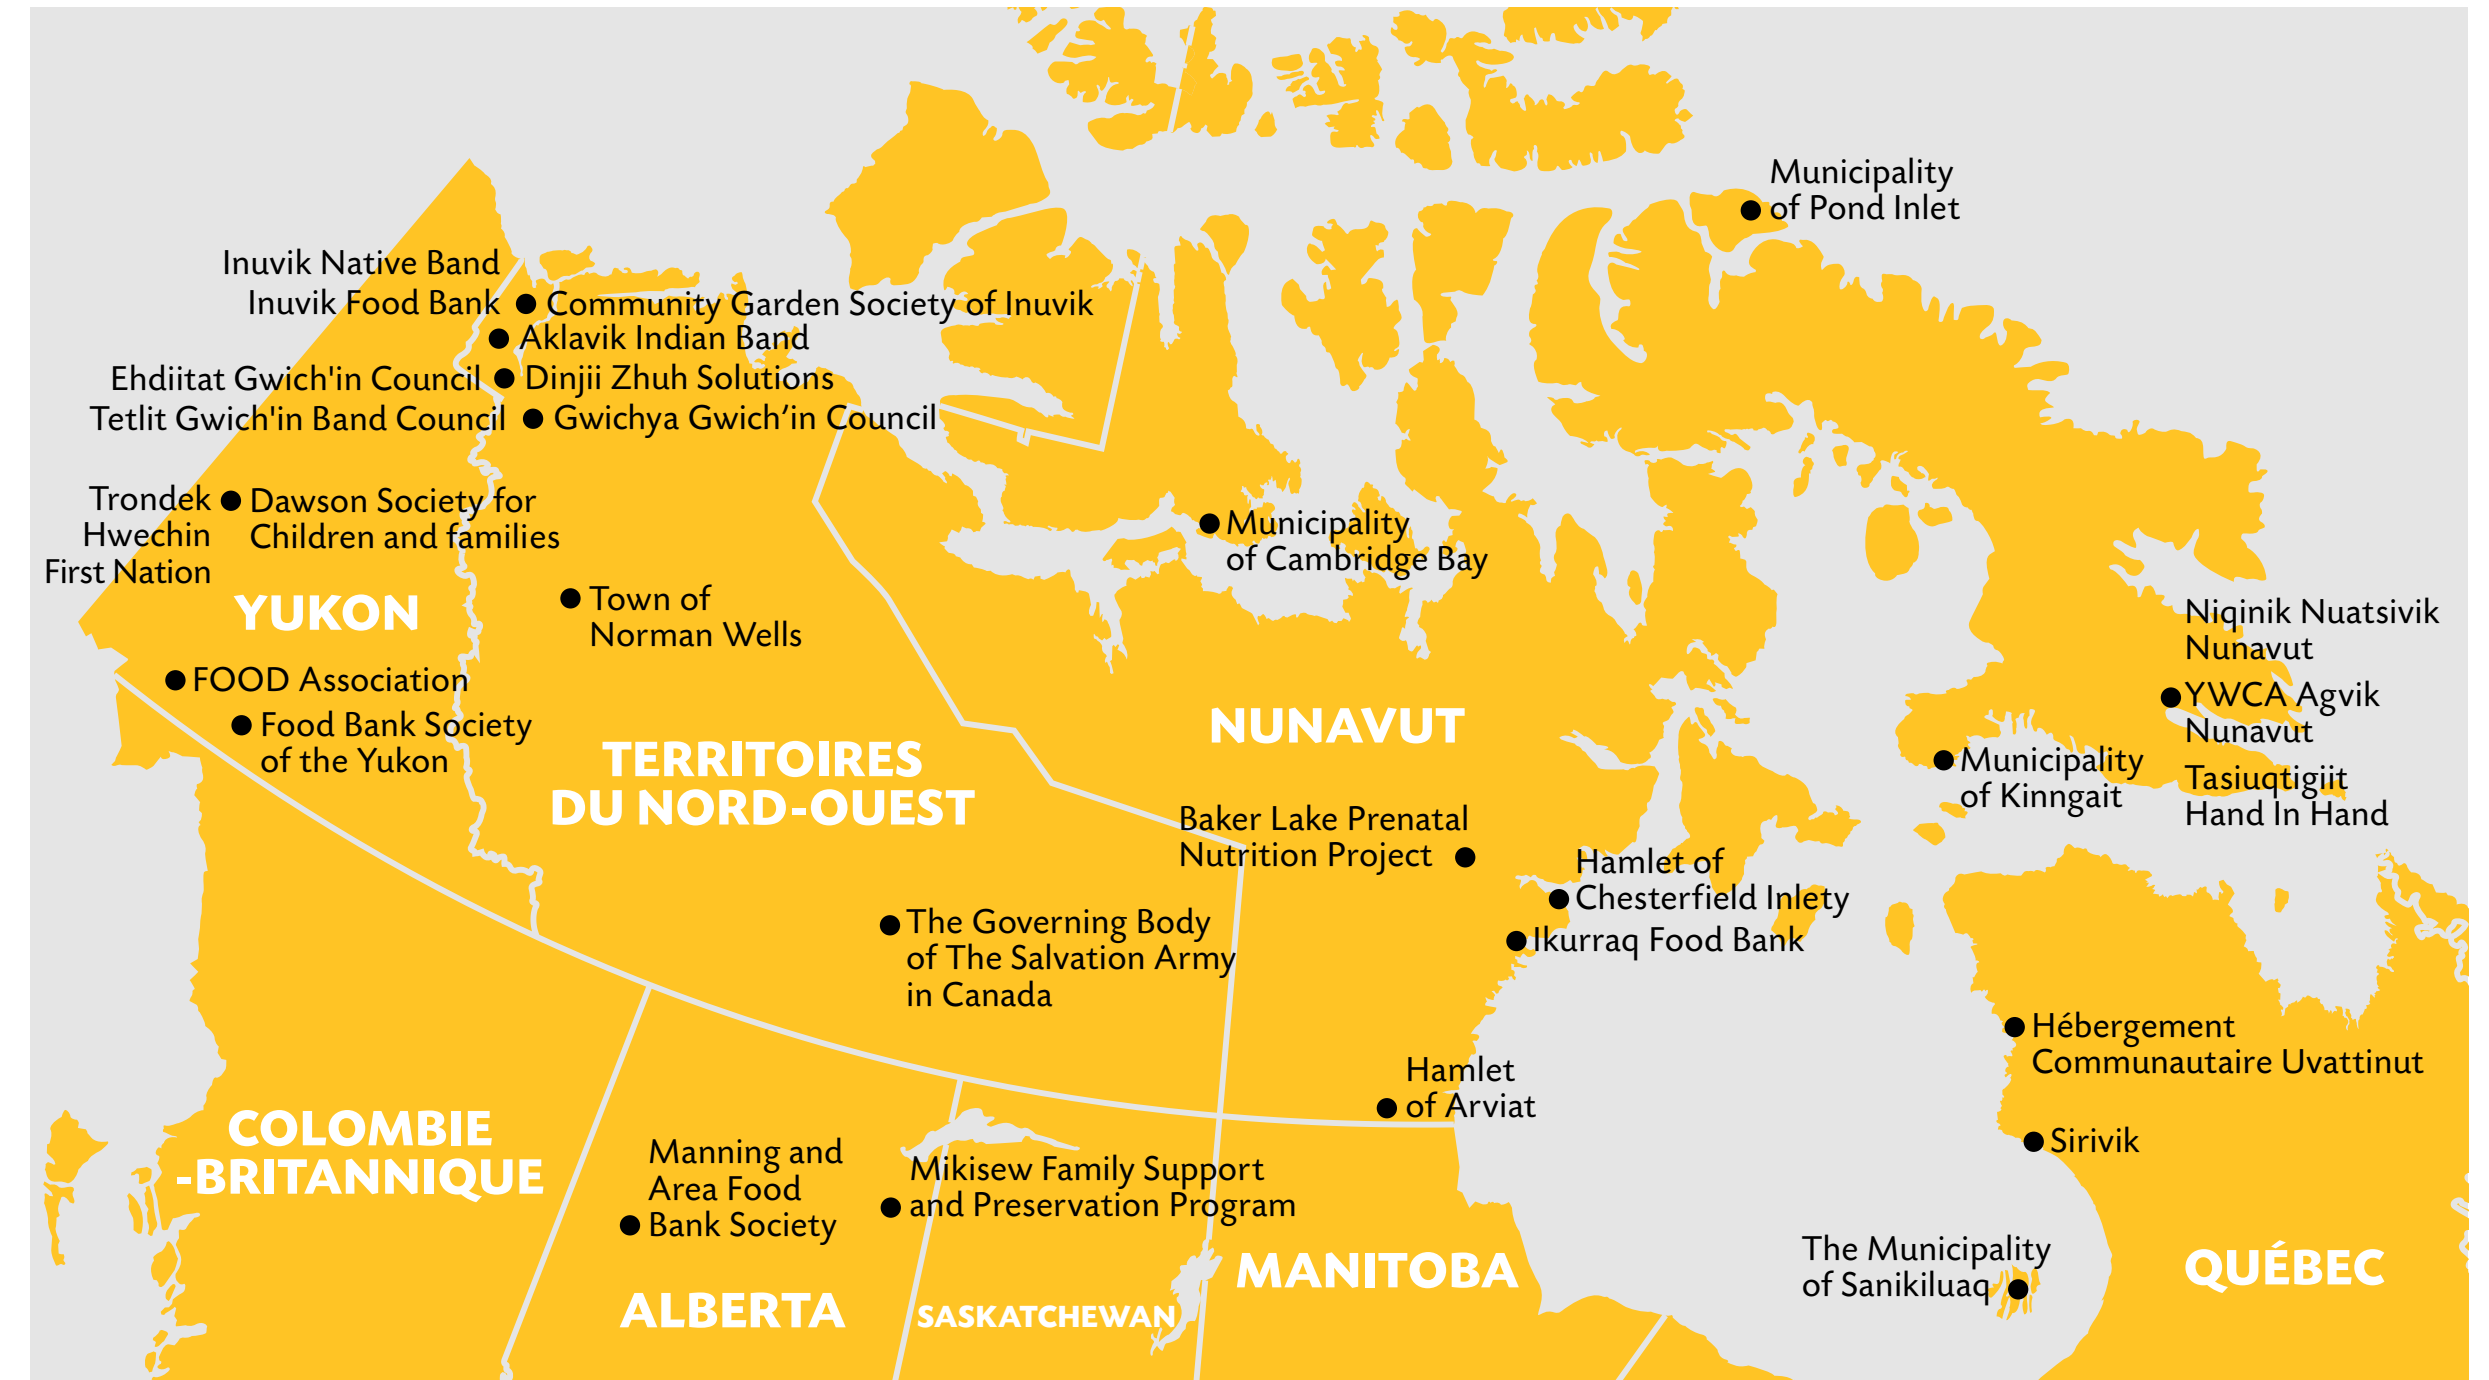 Municipality
of Pond Inlet
Inuvik Native Band
Inuvik Food Bank
Community Garden Society of Inuvik
Aklavik Indian Band
Ehdiitat Gwich'in Council
Dinjii Zhuh Solutions
Tetlit Gwich'in Band Council
Gwichya Gwich’in Council
Trondek
Hwechin
First Nation
Dawson Society for
Children and families
YUKON
Municipality
of Cambridge Bay
Town of
Norman Wells
FOOD Association
Food Bank Society
of the Yukon
TERRITOIRES
DU NORD-OUEST
NUNAVUT
Niqinik Nuatsivik
Nunavut
YWCA Agvik
Nunavut
Tasiuqtigiit
Hand In Hand
Municipality
of Kinngait
Baker Lake Prenatal
Nutrition Project
Hamlet of
Chesterfield Inlety
Ikurraq Food Bank
The Governing Body
of The Salvation Army
in Canada
Hébergement
Communautaire Uvattinut
Hamlet
of Arviat
Sirivik
COLOMBIE
-BRITANNIQUE
Manning and
Area Food
Bank Society
Mikisew Family Support
and Preservation Program
The Municipality
of Sanikiluaq
ALBERTA
SASKATCHEWAN
MANITOBA
QUÉBEC